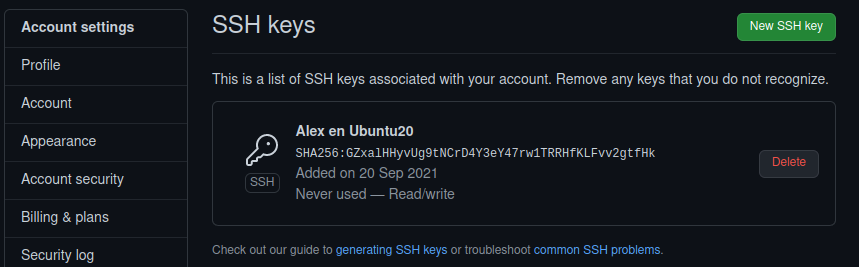 Account settings
Profile
Account
Appearance
Account security
Billing & plans
Security log
SSH keys
New SSH key
This is a list of SSH keys associated with your account. Remove any keys that you do not recognize.
SSH
Alex en Ubuntu20
SHA256:GZxalHHyvUg9tNCrD4Y3eY47rw1TRRHfKLFvv2gtfHk
Added on 20 Sep 2021
Never used — Read/write
Delete
Check out our guide to generating SSH keys or troubleshoot common SSH problems.